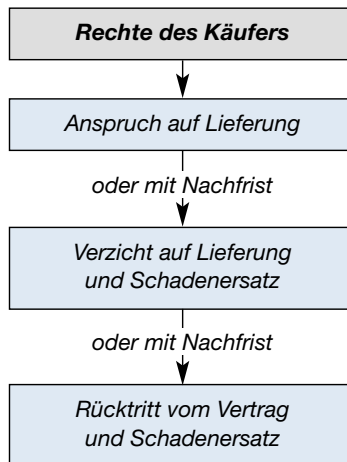 Rechte des Käufers
Anspruch auf Lieferung
oder mit Nachfrist
Verzicht auf Lieferung
und Schadenersatz
oder mit Nachfrist
Rücktritt vom Vertrag
und Schadenersatz